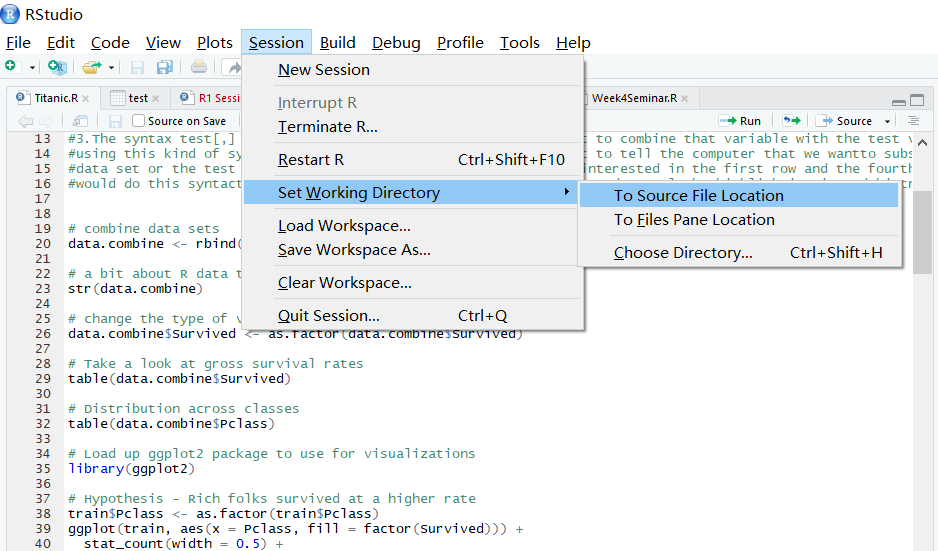 RStudio
File Edit Code View Plots Session Build Debug Profile Tools Help
New Session
Interrupt R
Terminate R...
Restart R Ctrl+Shift+F10
Set Working Directory
Load Workspace...
Save Workspace As...
Clear Workspace...
Quit Session... Ctrl+Q
To Source File Location
To Files Pane Location
Choose Directory... Ctrl+Shift+H
Titanic.R test R1 Sessi Week4Seminar.R
Source on Save Run Source
13 #3.The syntax test[,] t to combine that variable with the test
14 #using this kind of sy t to tell the computer that we wantto subs
15 #data set or the test interested in the first row and the fourth
16 #would do this syntact
17
18
19 # combine data sets
20 data.combine <- rbind(
21
22 # a bit about R data t
23 str(data.combine)
24
25 # change the type of v
26 data.combine$Survived <- as.factor(data.combine$Survived)
27
28 # Take a look at gross survival rates
29 table(data.combine$Survived)
30
31 # Distribution across classes
32 table(data.combine$Pclass)
33
34 # Load up ggplot2 package to use for visualizations
35 library(ggplot2)
36
37 # Hypothesis - Rich folks survived at a higher rate
38 train$Pclass <- as.factor(train$Pclass)
39 ggplot(train, aes(x = Pclass, fill = factor(Survived))) +
40 stat_count(width = 0.5) +